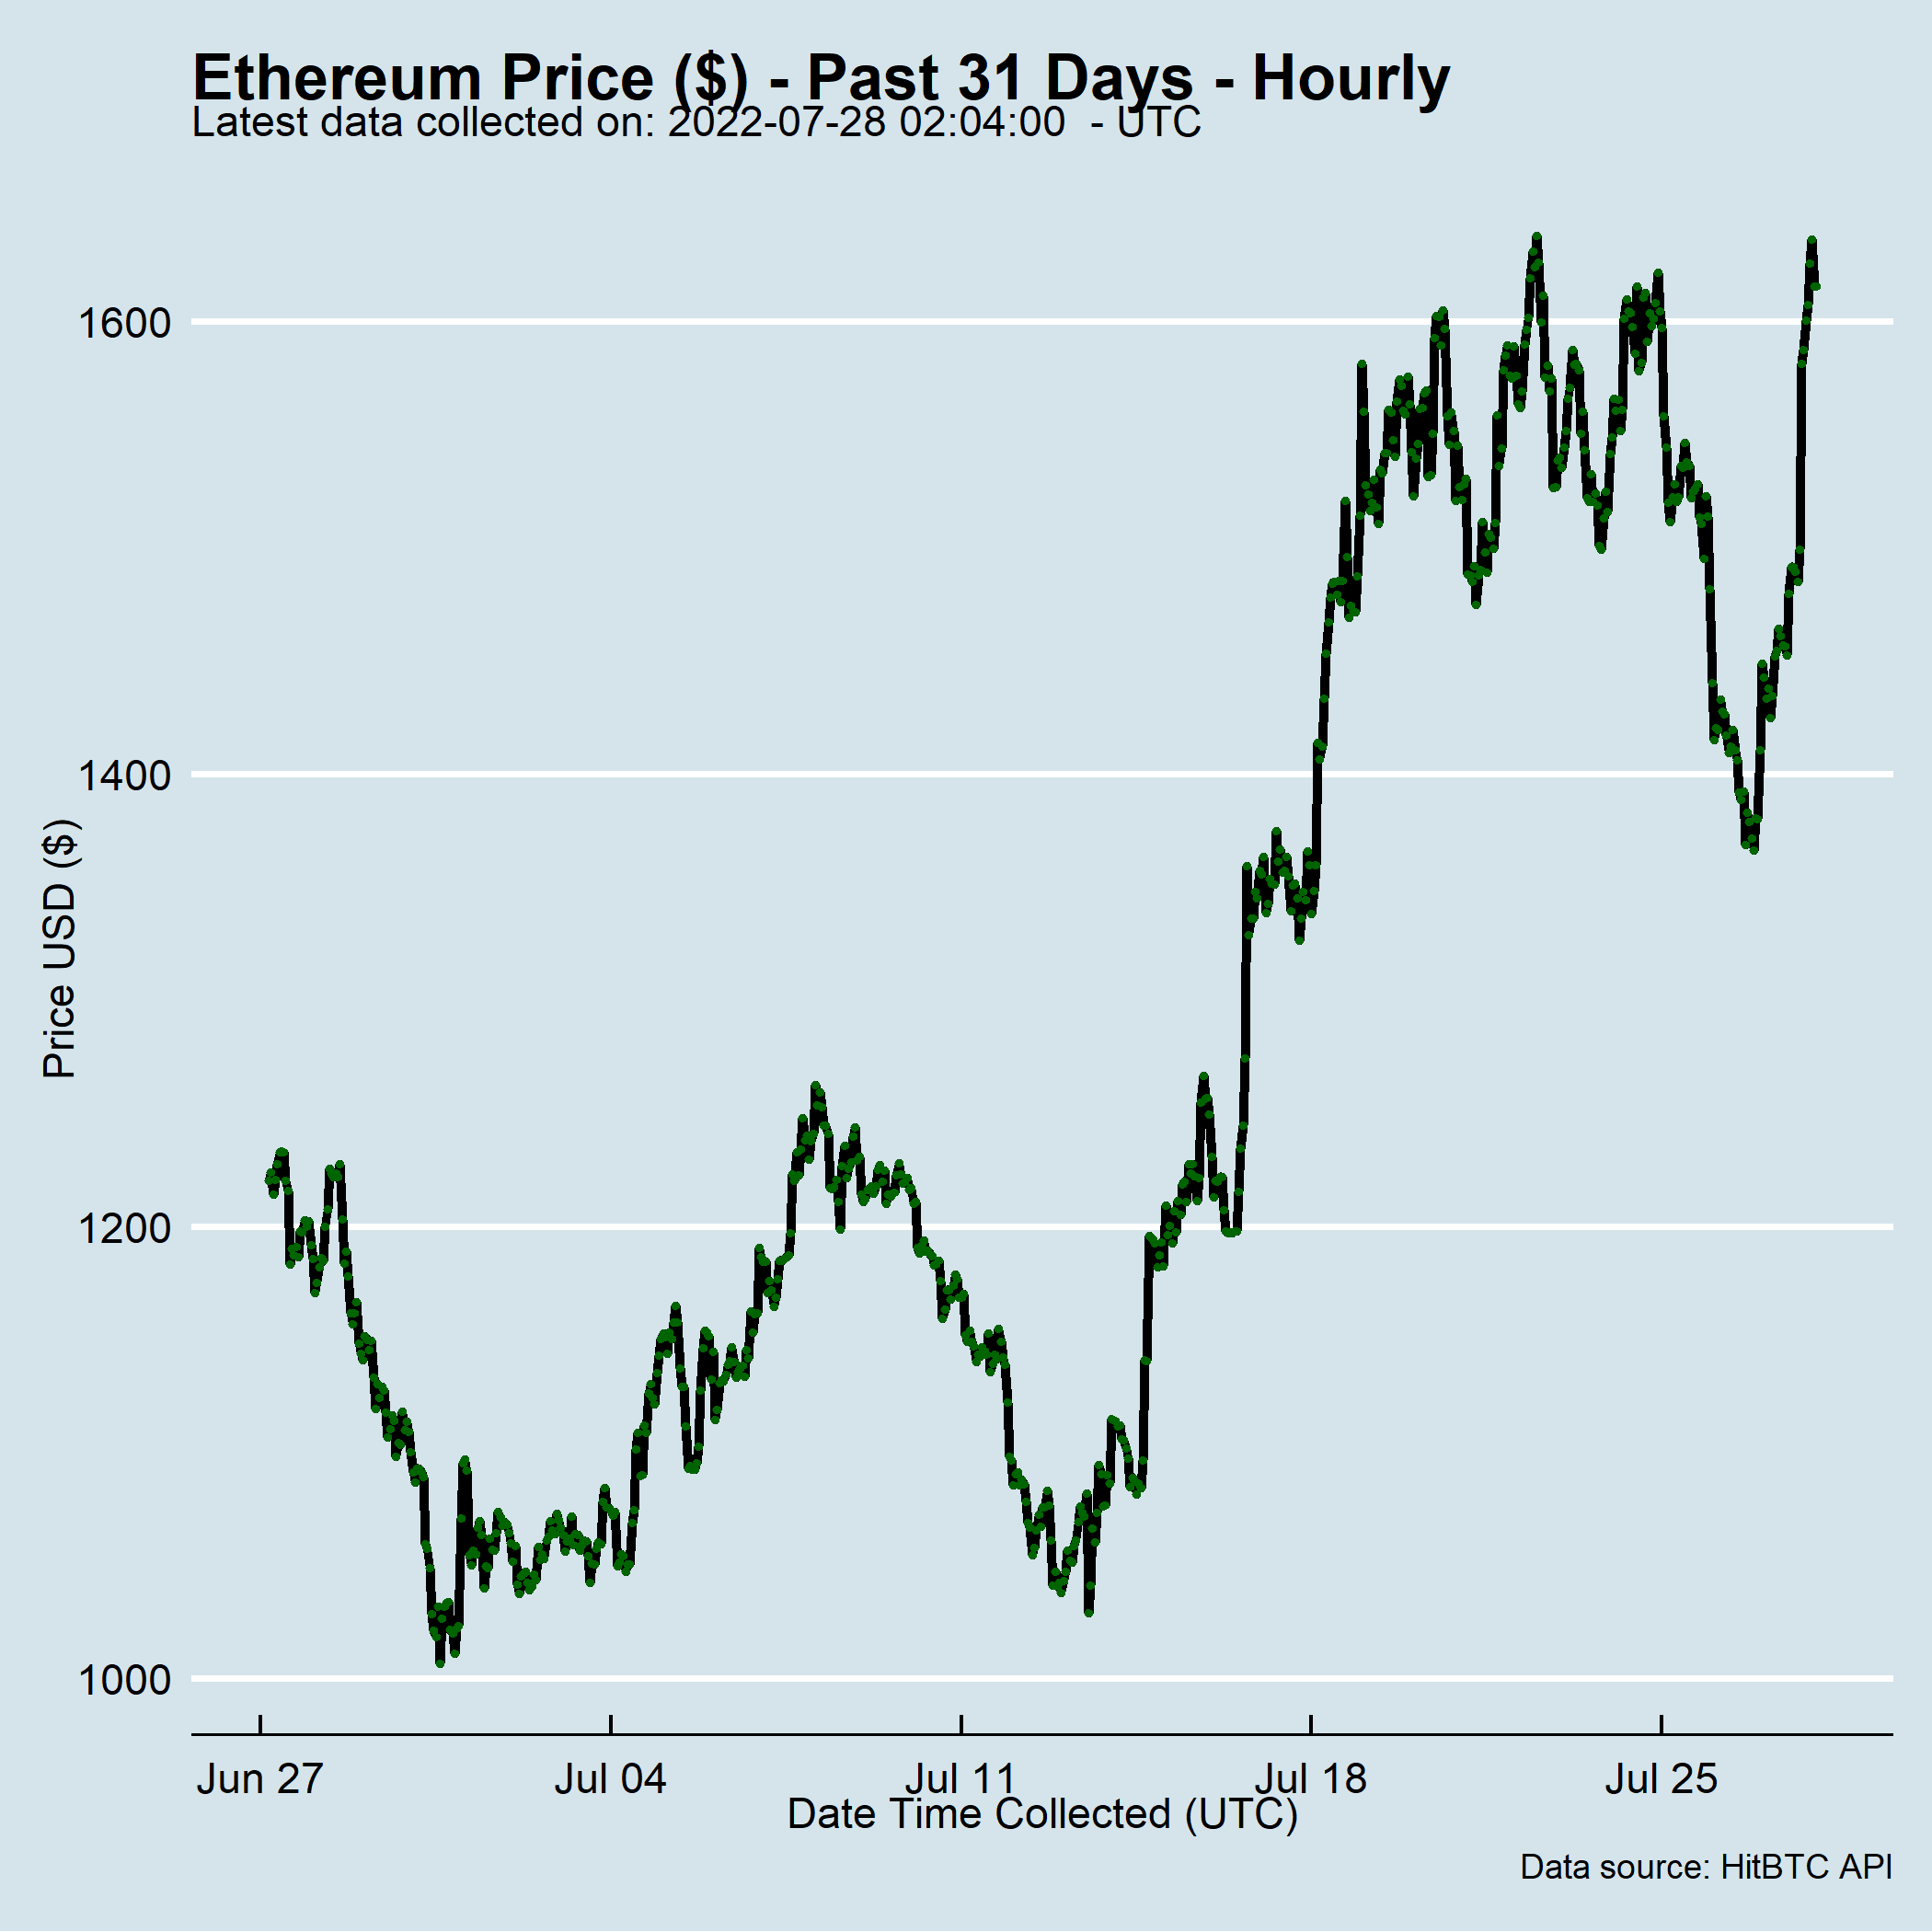 Ethereum Price ($) - Past 31 Days - Hourly
Latest data collected on: 2022-07-28 02:04:00  - UTC
1600
1400
1200
1000
Price USD ($)
Jun 27 Jul 04 Jul 11 Jul 18 Jul 25
Date Time Collected (UTC)
Data source: HitBTC API